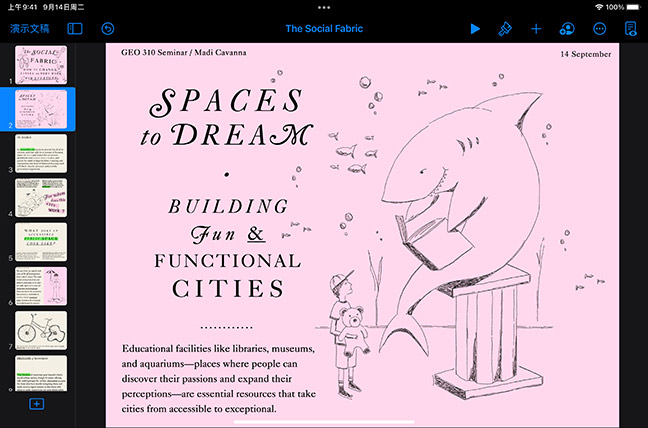 上午9:41 9月14日周二
100%
演示文稿
The Social Fabric
1
2
3
4
5
6
7
GEO 310 Seminar / Madi Cavanna
14 September
SPACES
to DREAM
•
BUILDING
Fun &
FUNCTIONAL
CITIES
Educational facilities like libraries, museums,
and aquariums—places where people can
discover their passions and expand their
perceptions—are essential resources that take
cities from accessible to exceptional.